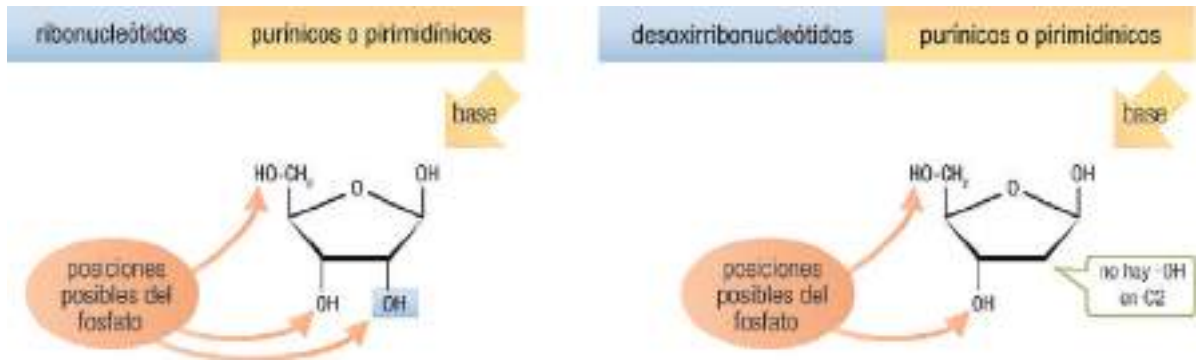 ribonucleótidos
purínicos o pirimidínicos
base
HO-CH₂
O
OH
posiciones
posibles del
fosfato
OH
OH
desoxirribonucleótidos
purínicos o pirimidínicos
base
HO-CH₂
O
OH
posiciones
posibles del
fosfato
OH
no hay -OH
en C2